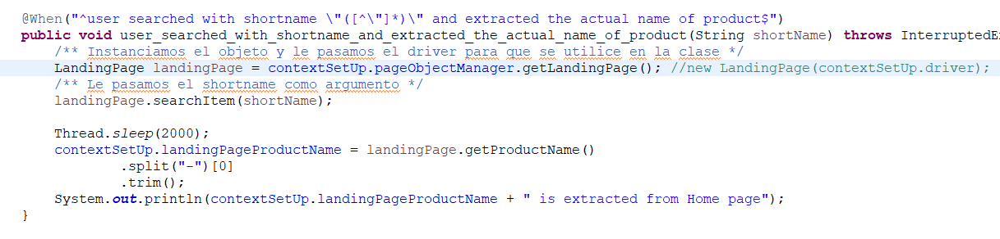 @When("^user searched with shortname \"([^\"]*)\" and extracted the actual name of product$")
public void user_searched_with_shortname_and_extracted_the_actual_name_of_product(String shortName) throws InterruptedE
/** Instanciamos el objeto y le pasamos el driver para que se utilice en la clase */
LandingPage landingPage = contextSetUp.pageObjectManager.getLandingPage(); //new LandingPage(contextSetUp.driver);
/** Le pasamos el shortname como argumento */
landingPage.searchItem(shortName);
Thread.sleep(2000);
contextSetUp.landingPageProductName = landingPage.getProductName()
.split("-")[0]
.trim();
System.out.println(contextSetUp.landingPageProductName + " is extracted from Home page");
}